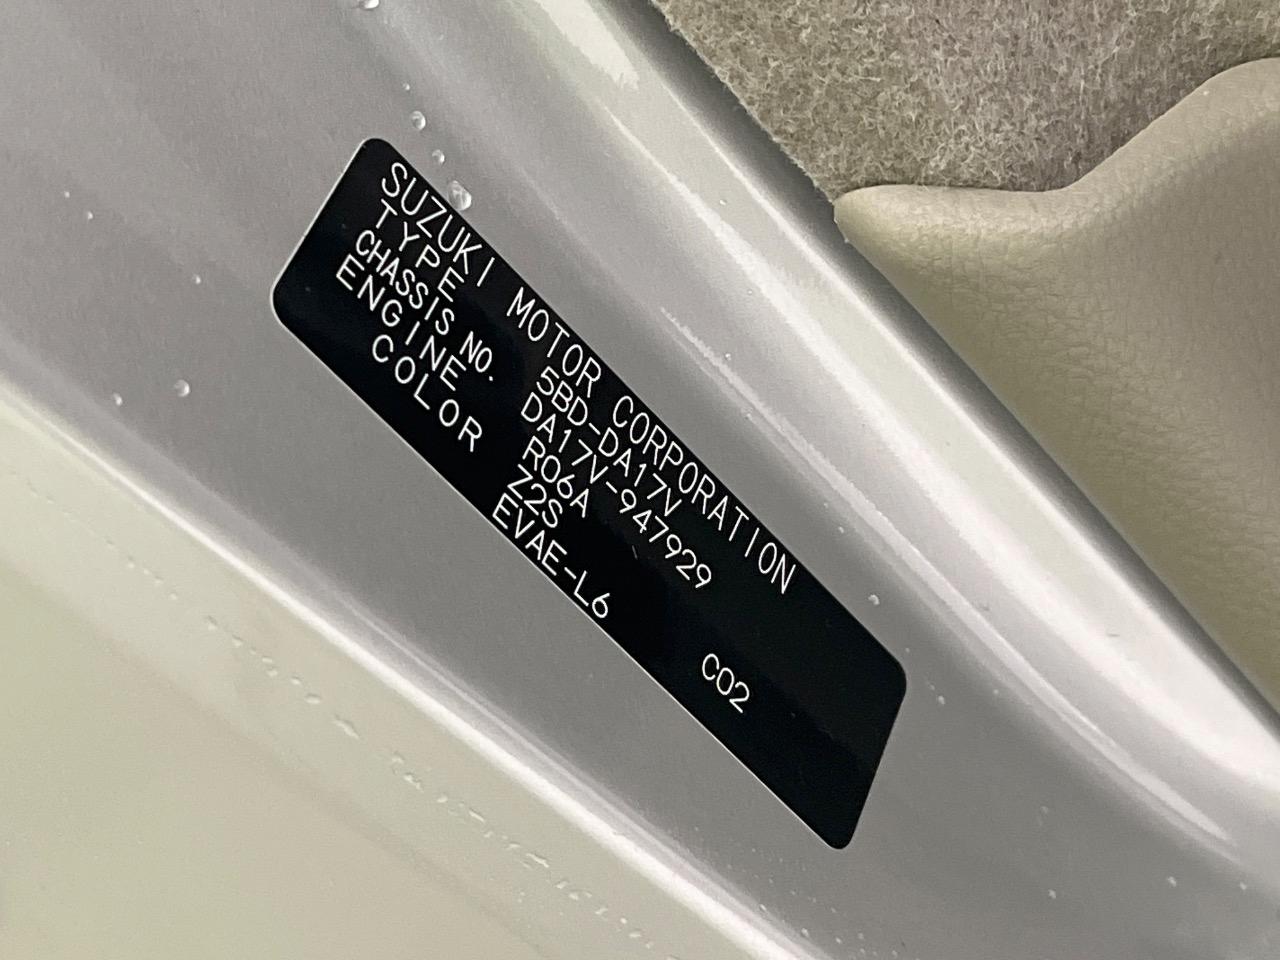 SUZUKI MOTOR CORPORATION
TYPE 5BD-DA17V
CHASSIS NO. DA17V-947929
ENGINE R06A
COLOR Z2S
EVAE-L6 C02